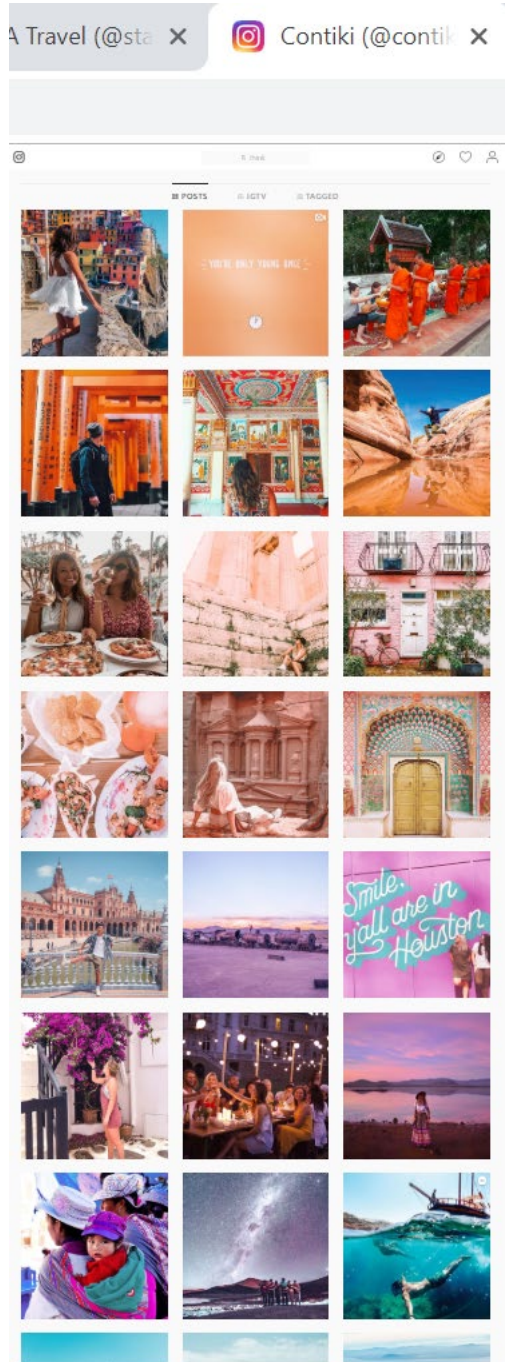 A Travel (@sta
Contiki (@contik
POSTS
IGTV
TAGGED
YOU'RE ONLY YOUNG ONCE
Smile,
y'all are in
Houston